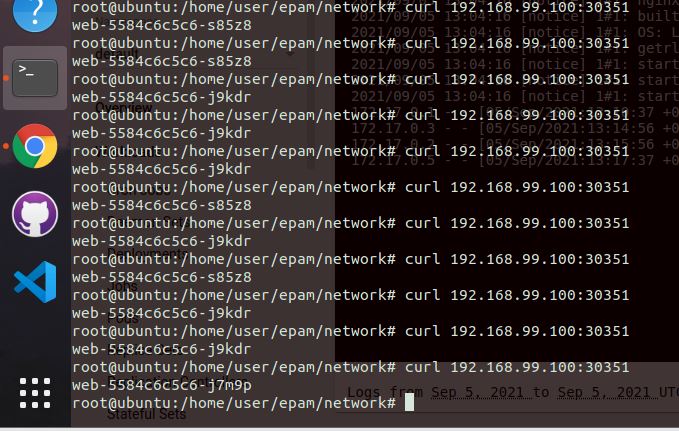 root@ubuntu:/home/user/epam/network# curl 192.168.99.100:30351
web-5584c6c5c6-s85z8
root@ubuntu:/home/user/epam/network# curl 192.168.99.100:30351
web-5584c6c5c6-s85z8
root@ubuntu:/home/user/epam/network# curl 192.168.99.100:30351
web-5584c6c5c6-j9kdr
root@ubuntu:/home/user/epam/network# curl 192.168.99.100:30351
web-5584c6c5c6-j9kdr
root@ubuntu:/home/user/epam/network# curl 192.168.99.100:30351
web-5584c6c5c6-j9kdr
root@ubuntu:/home/user/epam/network# curl 192.168.99.100:30351
web-5584c6c5c6-s85z8
root@ubuntu:/home/user/epam/network# curl 192.168.99.100:30351
web-5584c6c5c6-j9kdr
root@ubuntu:/home/user/epam/network# curl 192.168.99.100:30351
web-5584c6c5c6-s85z8
root@ubuntu:/home/user/epam/network# curl 192.168.99.100:30351
web-5584c6c5c6-j9kdr
root@ubuntu:/home/user/epam/network# curl 192.168.99.100:30351
web-5584c6c5c6-j9kdr
root@ubuntu:/home/user/epam/network# curl 192.168.99.100:30351
web-5584c6c5c6-j7h9p
root@ubuntu:/home/user/epam/network#
default
Overview
Deployments
Jobs
Stateful Sets
2021/09/05 13:04:16 [notice] 1#1: built
2021/09/05 13:04:16 [notice] 1#1: OS: L
2021/09/05 13:04:16 [notice] 1#1: getrl
2021/09/05 13:04:16 [notice] 1#1: start
2021/09/05 13:04:16 [notice] 1#1: start
2021/09/05 13:04:16 [notice] 1#1: start
172.17.0.3 - - [05/Sep/2021:13:14:56 +0
Logs from Sep 5, 2021 to Sep 5, 2021 UTC